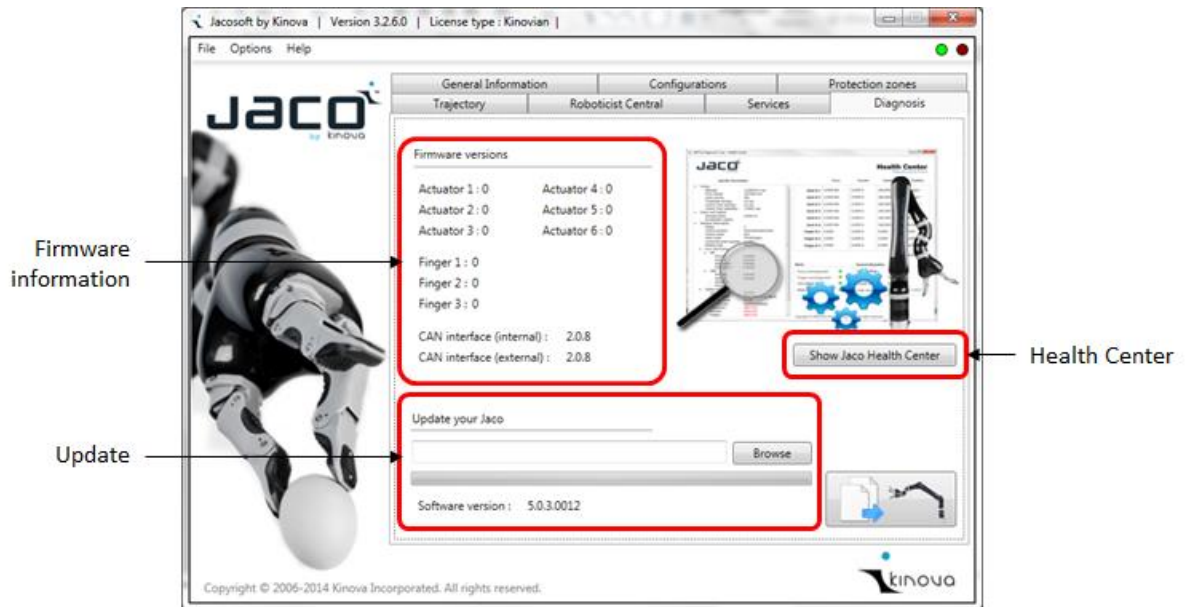 Jacosoft by Kinova | Version 3.2.6.0 | License type : Kinovian |
File Options Help
JACO
by kinova
General Information Configurations Protection zones
Trajectory Roboticist Central Services Diagnosis
Firmware versions
Actuator 1 : 0 Actuator 4 : 0
Actuator 2 : 0 Actuator 5 : 0
Actuator 3 : 0 Actuator 6 : 0
Finger 1 : 0
Finger 2 : 0
Finger 3 : 0
CAN interface (internal) : 2.0.8
CAN interface (external) : 2.0.8
JACO
Health Center
Show Jaco Health Center
Firmware
information
Health Center
Update your Jaco
Browse
Update
Software version : 5.0.3.0012
Copyright © 2006-2014 Kinova Incorporated. All rights reserved.
kinova